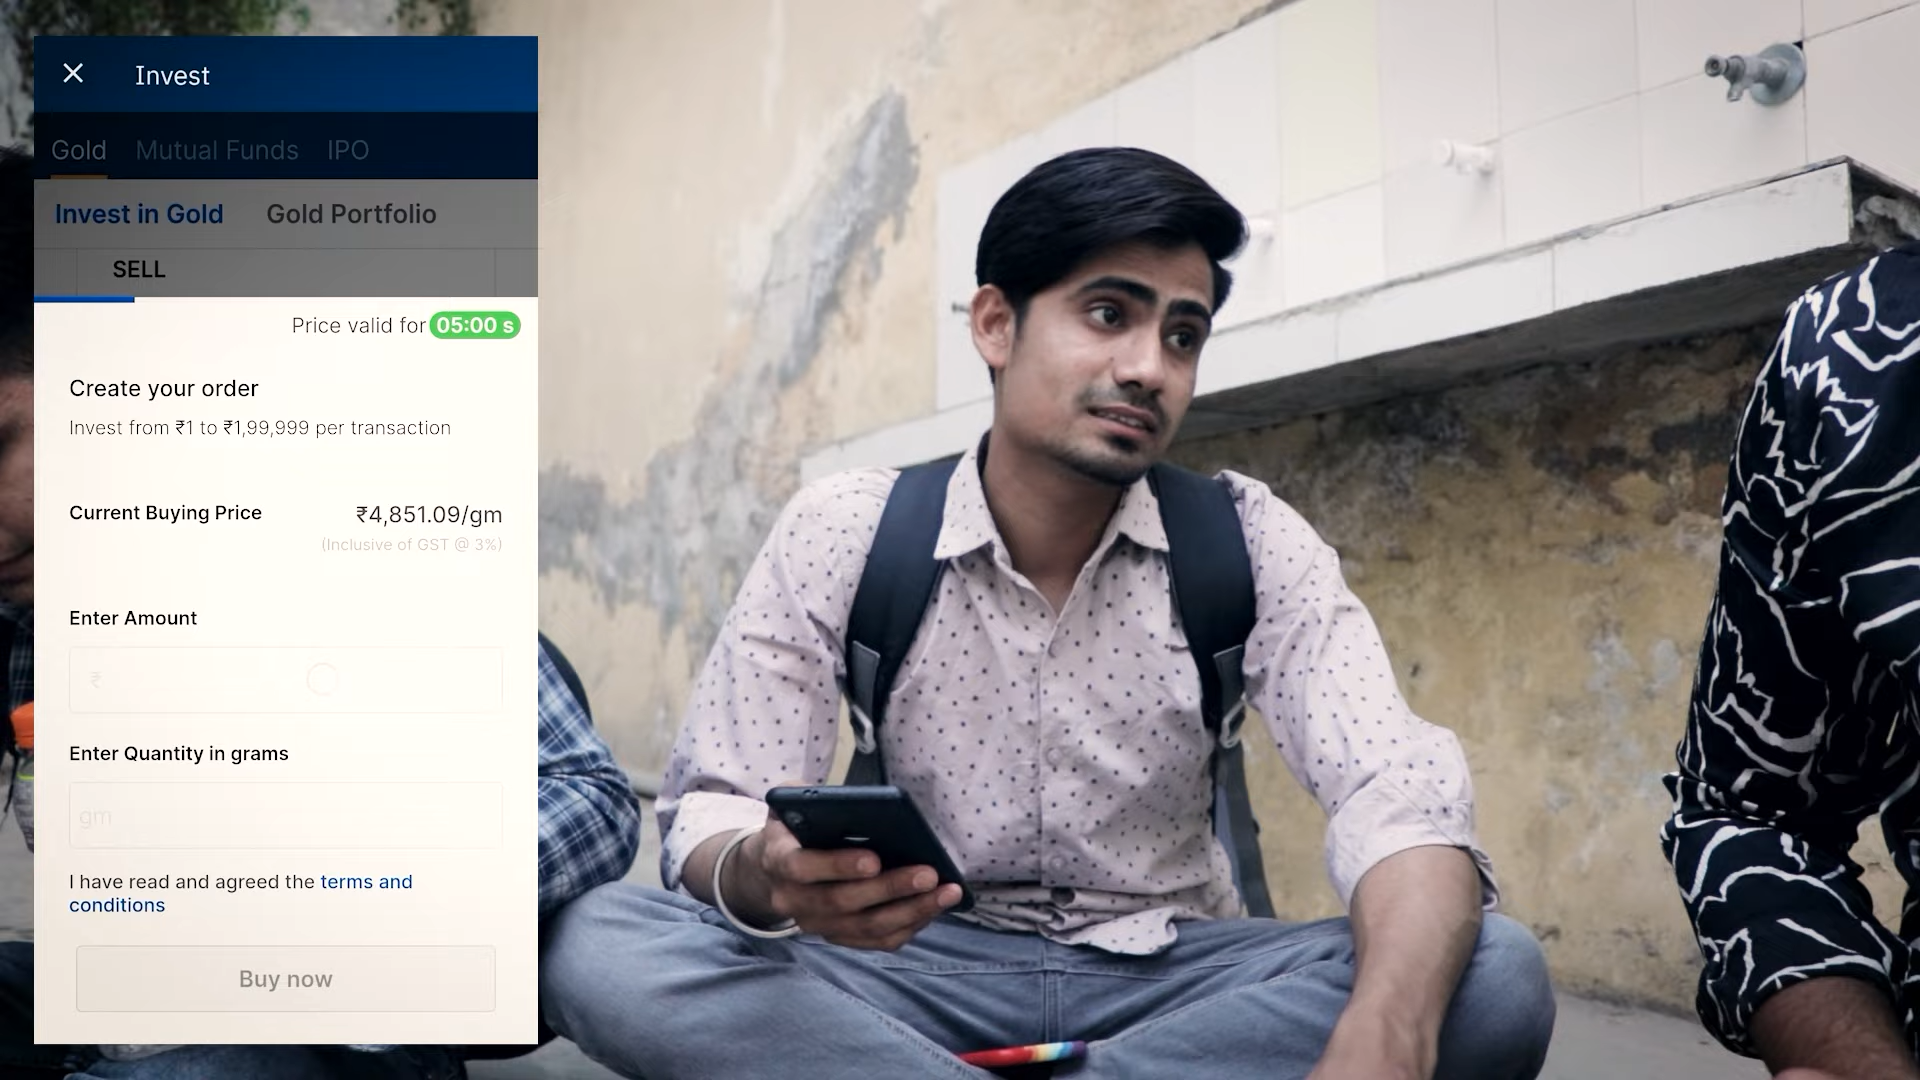 Invest
Gold Mutual Funds IPO
Invest in Gold Gold Portfolio
SELL
Price valid for 05:00 s
Create your order
Invest from ₹1 to ₹1,99,999 per transaction
Current Buying Price ₹4,851.09/gm
(Inclusive of GST @ 3%)
Enter Amount
₹
Enter Quantity in grams
gm
I have read and agreed the terms and
conditions
Buy now